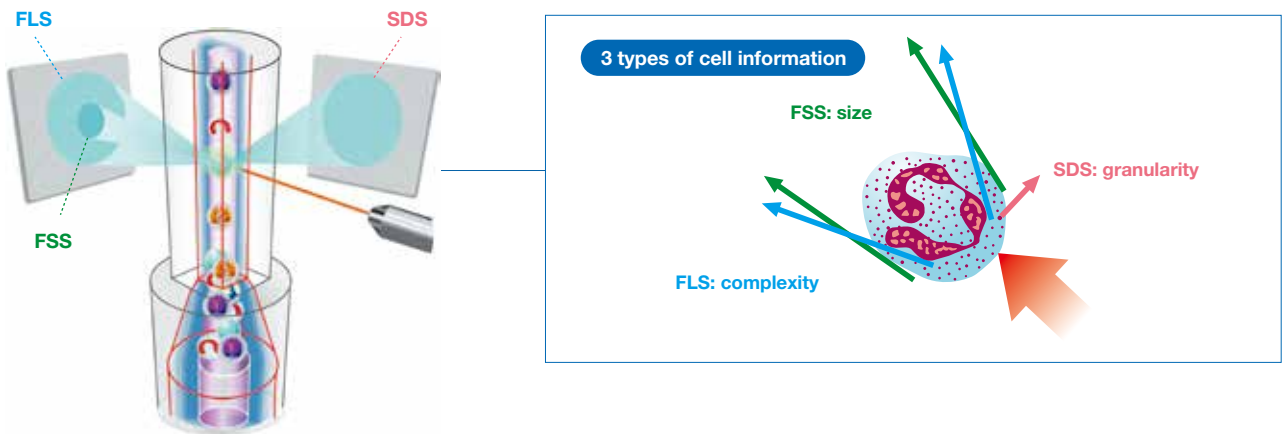 FLS
SDS
FSS
3 types of cell information
FSS: size
SDS: granularity
FLS: complexity